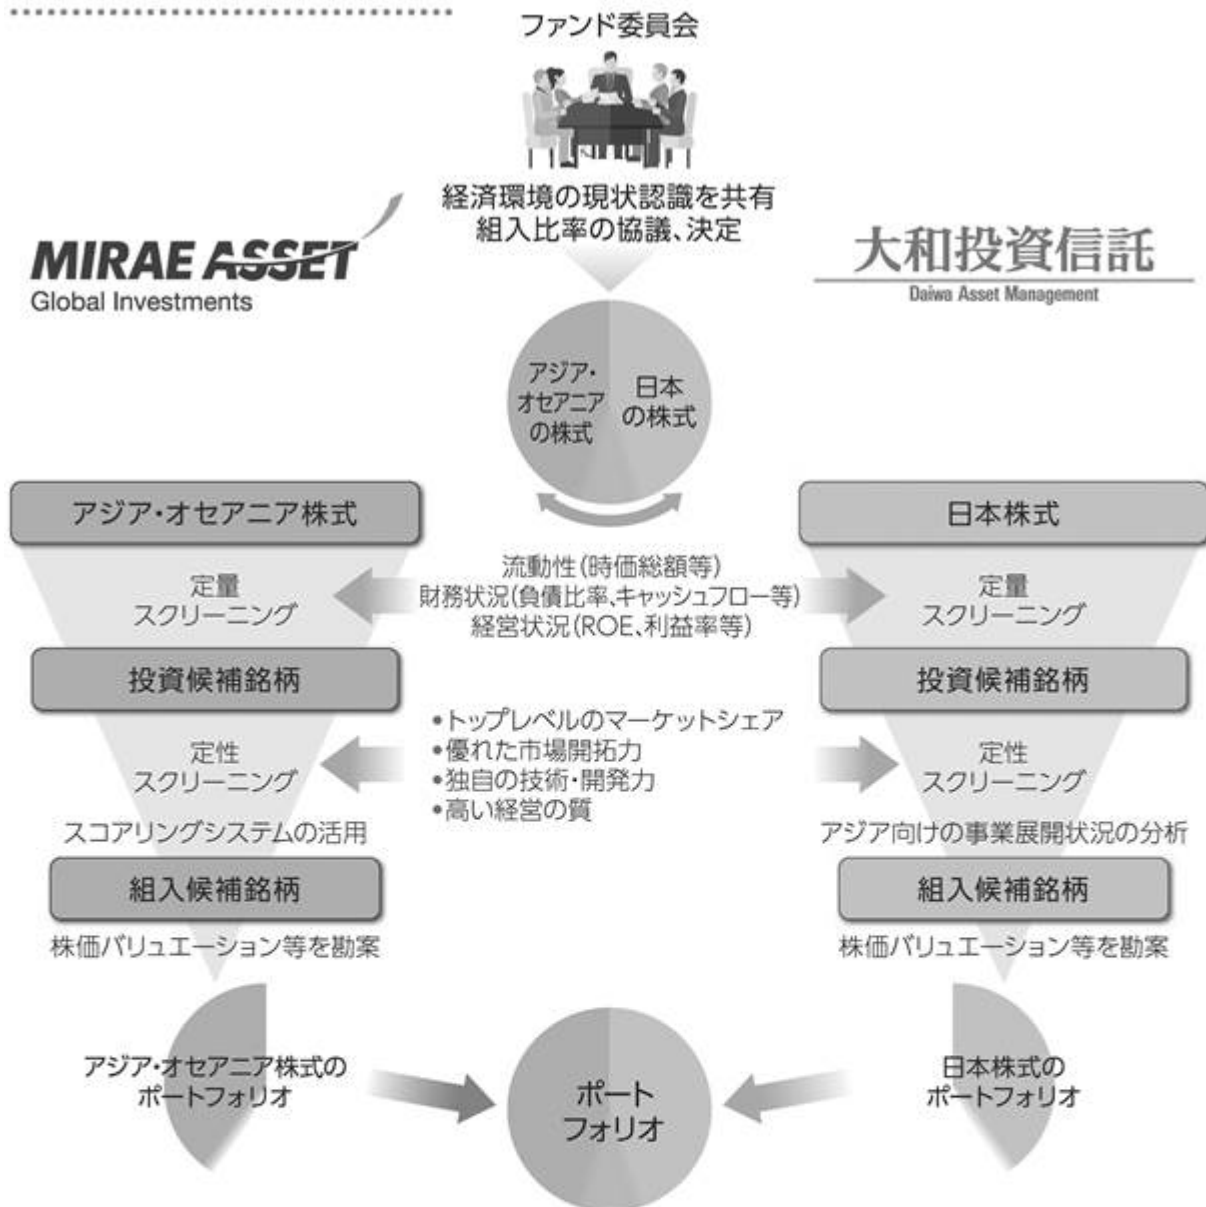 ファンド委員会
経済環境の現状認識を共有
組入比率の協議、決定
MIRAE ASSET
Global Investments
大和投資信託
Daiwa Asset Management
アジア・
オセアニア
の株式
日本
の株式
アジア・オセアニア株式
日本株式
定量
スクリーニング
流動性(時価総額等)
財務状況(負債比率、キャッシュフロー等)
経営状況(ROE、利益率等)
定量
スクリーニング
投資候補銘柄
投資候補銘柄
定性
スクリーニング
•トップレベルのマーケットシェア
•優れた市場開拓力
•独自の技術・開発力
•高い経営の質
定性
スクリーニング
スコアリングシステムの活用
アジア向けの事業展開状況の分析
組入候補銘柄
組入候補銘柄
株価バリュエーション等を勘案
株価バリュエーション等を勘案
アジア・オセアニア株式の
ポートフォリオ
ポート
フォリオ
日本株式の
ポートフォリオ